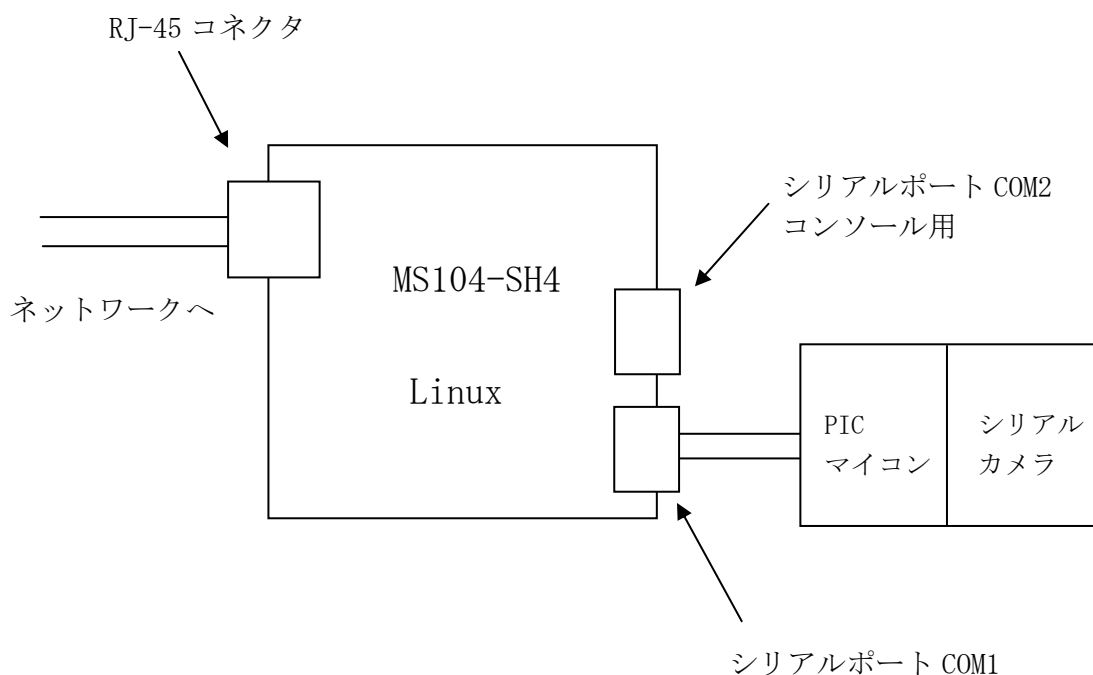 RJ-45 コネクタ
シリアルポート COM2
コンソール用
MS104-SH4
ネットワークへ
Linux
PIC
マイコン
シリアル
カメラ
シリアルポート COM1